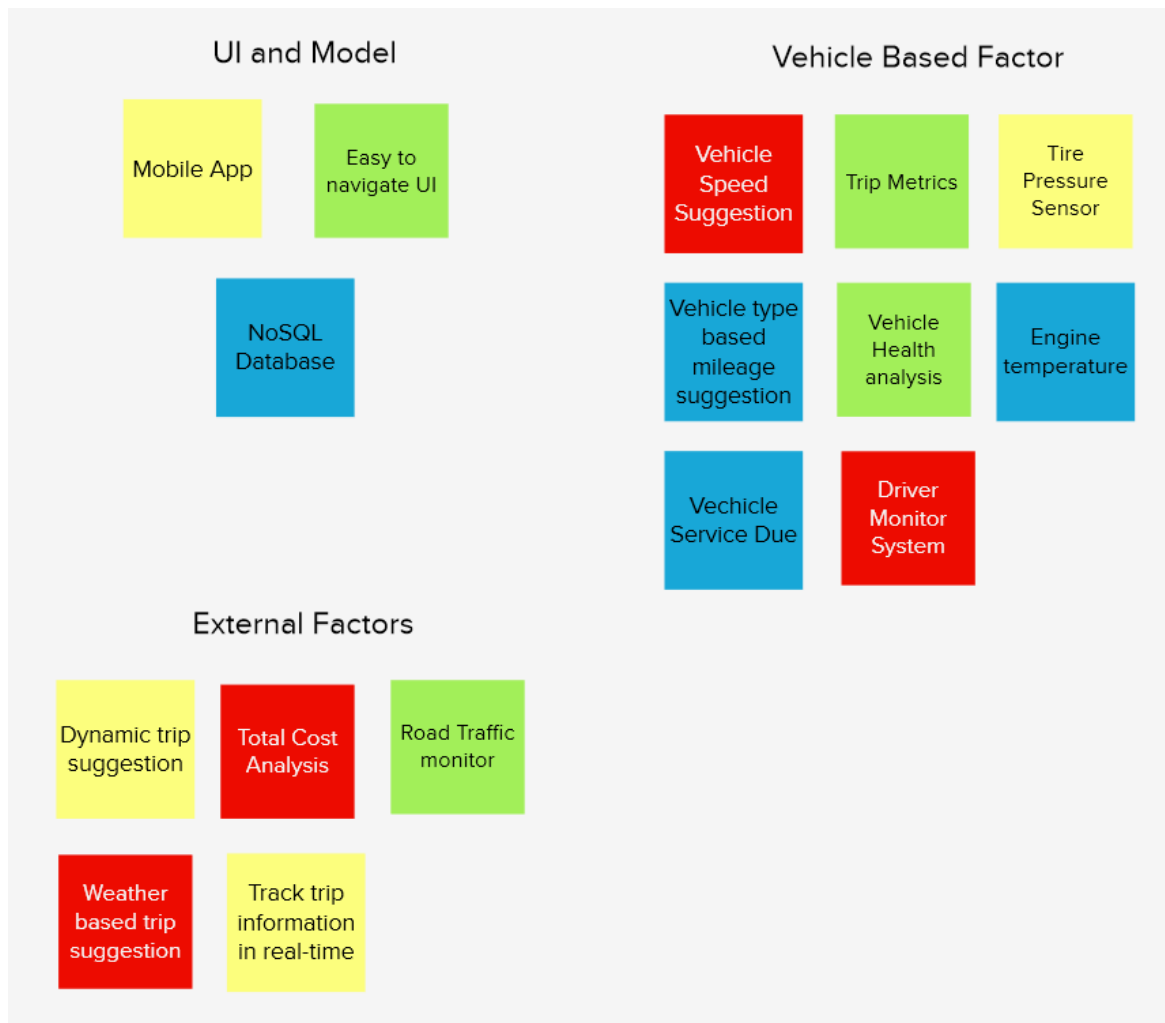 UI and Model
Mobile App
Easy to
navigate UI
NoSQL
Database
Vehicle Based Factor
Vehicle
Speed
Suggestion
Trip Metrics
Tire
Pressure
Sensor
Vehicle type
based
mileage
suggestion
Vehicle
Health
analysis
Engine
temperature
Vechicle
Service Due
Driver
Monitor
System
External Factors
Dynamic trip
suggestion
Total Cost
Analysis
Road Traffic
monitor
Weather
based trip
suggestion
Track trip
information
in real-time